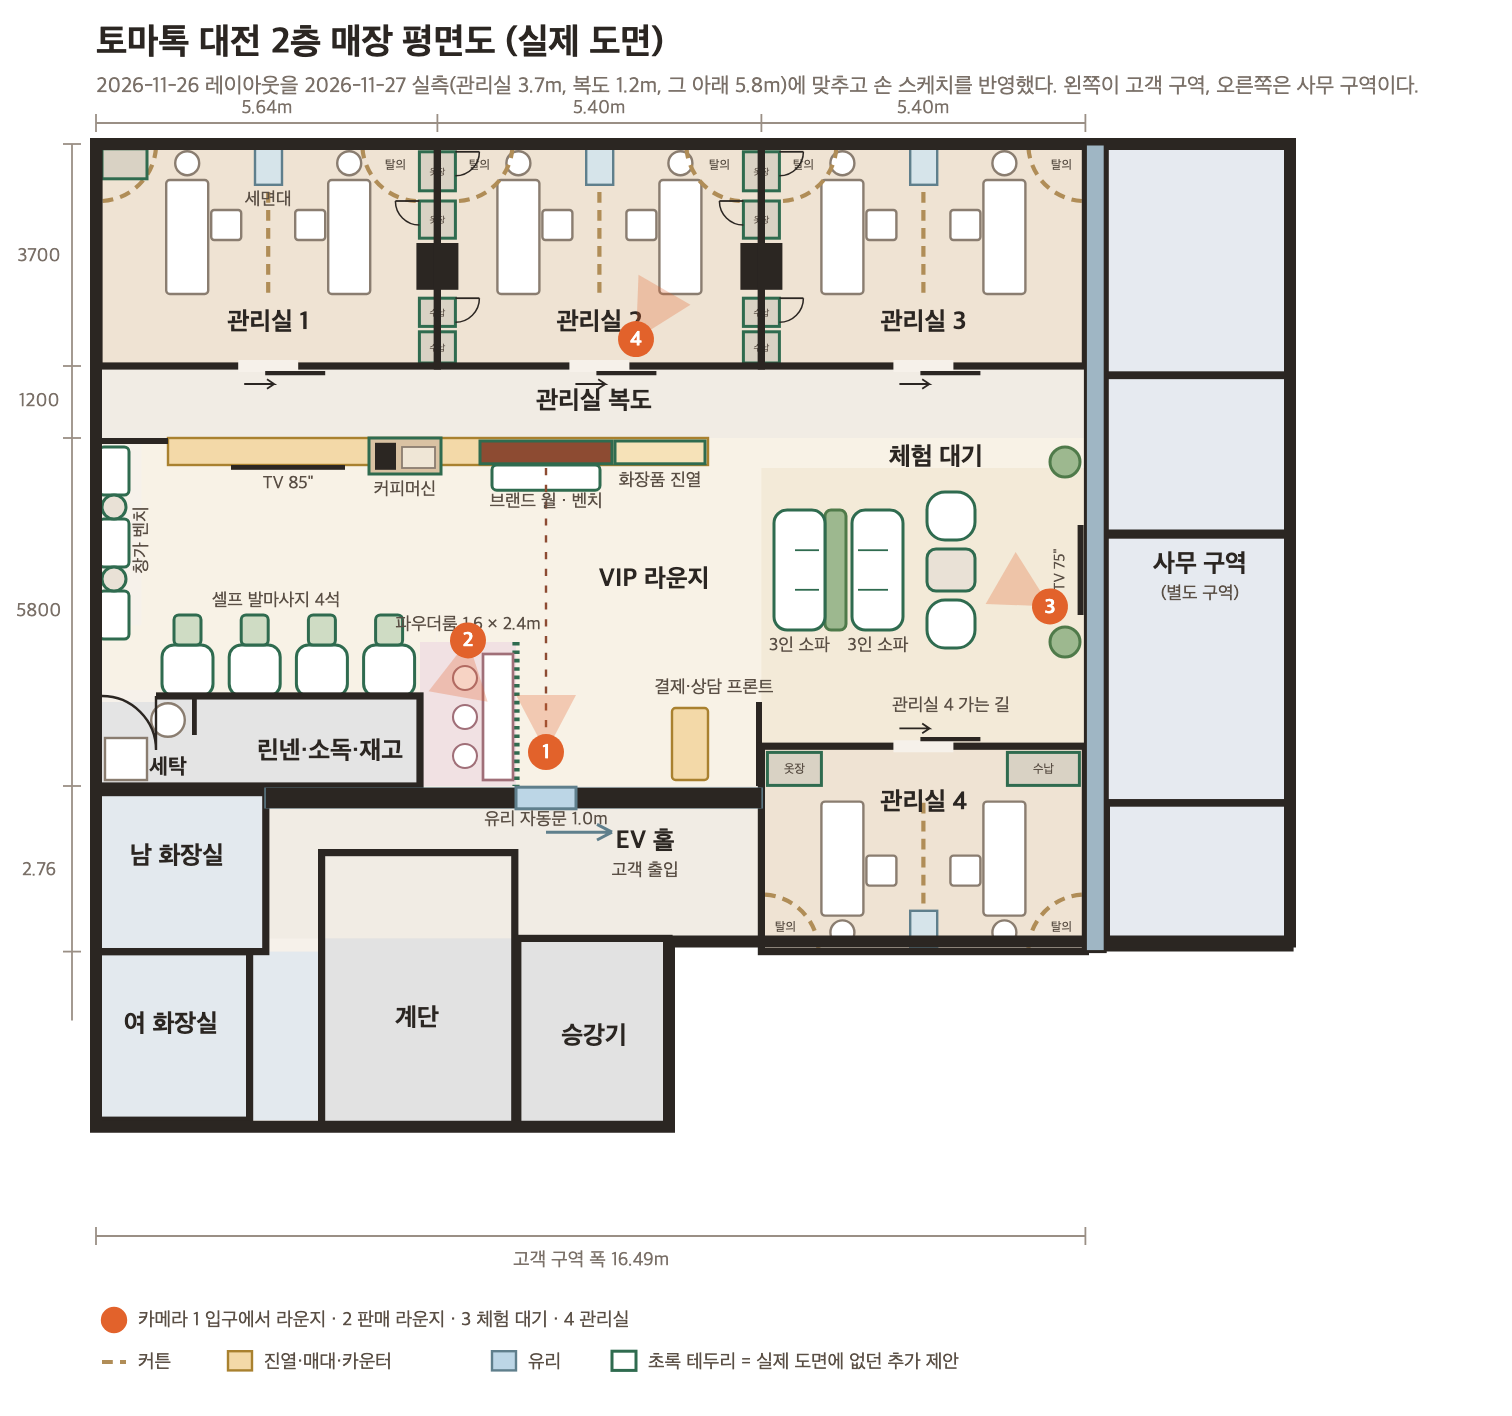 토마톡 대전 2층 매장 평면도 (실제 도면)
2026-11-26 레이아웃을 2026-11-27 실측(관리실 3.7m, 복도 1.2m, 그 아래 5.8m)에 맞추고 손 스케치를 반영했다. 왼쪽이 고객 구역, 오른쪽은 사무 구역이다.
5.64m 5.40m 5.40m
탈의 탈의 탈의 탈의 탈의
옷장 옷장
세면대
옷장 옷장
3700
수납 수납
관리실 1 관리실 2 관리실 3
4
수납 수납
1200
관리실 복도
체험 대기
TV 85"
커피머신
브랜드 월 · 벤치
화장품 진열
창가 벤치
VIP 라운지
TV 75"
사무 구역
(별도 구역)
5800
셀프 발마사지 4석
파우더룸 1.6 × 2.4m
2
3
3인 소파 3인 소파
결제·상담 프론트
관리실 4 가는 길
린넨·소독·재고
세탁
1
옷장 수납
관리실 4
유리 자동문 1.0m
EV 홀
고객 출입
남 화장실
2.76
탈의 탈의
여 화장실
계단
승강기
고객 구역 폭 16.49m
카메라 1 입구에서 라운지 · 2 판매 라운지 · 3 체험 대기 · 4 관리실
커튼 진열·매대·카운터 유리 초록 테두리 = 실제 도면에 없던 추가 제안